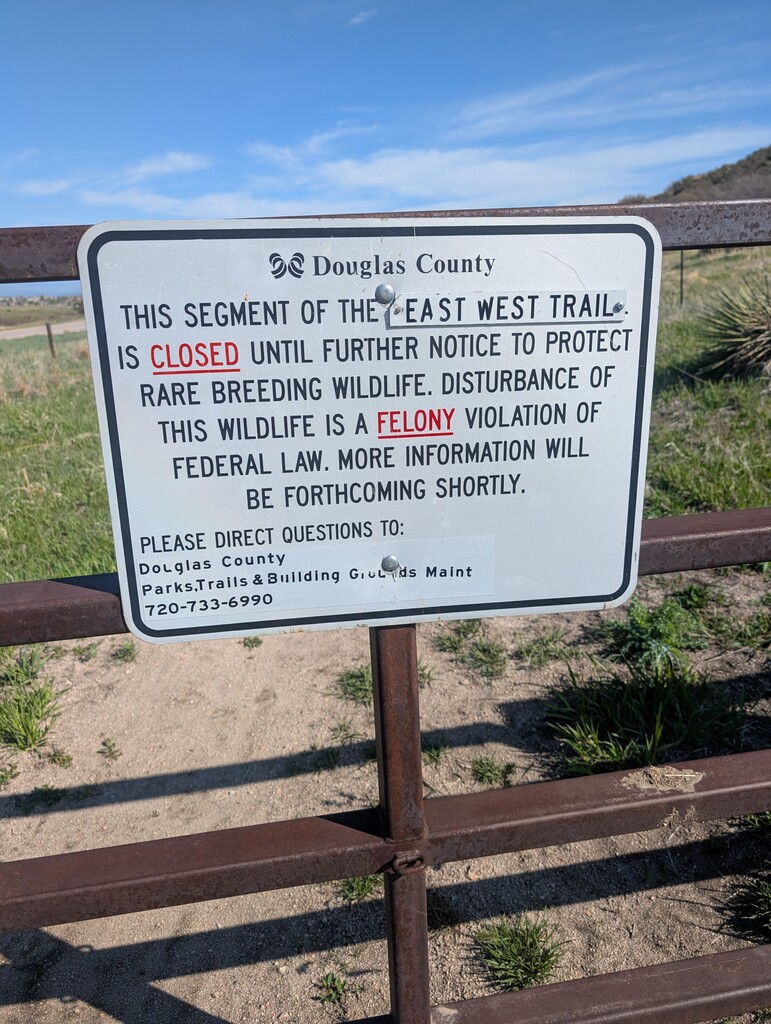 Douglas County
THIS SEGMENT OF THE EAST WEST TRAIL.
IS CLOSED UNTIL FURTHER NOTICE TO PROTECT
RARE BREEDING WILDLIFE. DISTURBANCE OF
THIS WILDLIFE IS A FELONY VIOLATION OF
FEDERAL LAW. MORE INFORMATION WILL
BE FORTHCOMING SHORTLY.
PLEASE DIRECT QUESTIONS TO:
Douglas County
Parks,Trails & Building Grounds Maint
720-733-6990